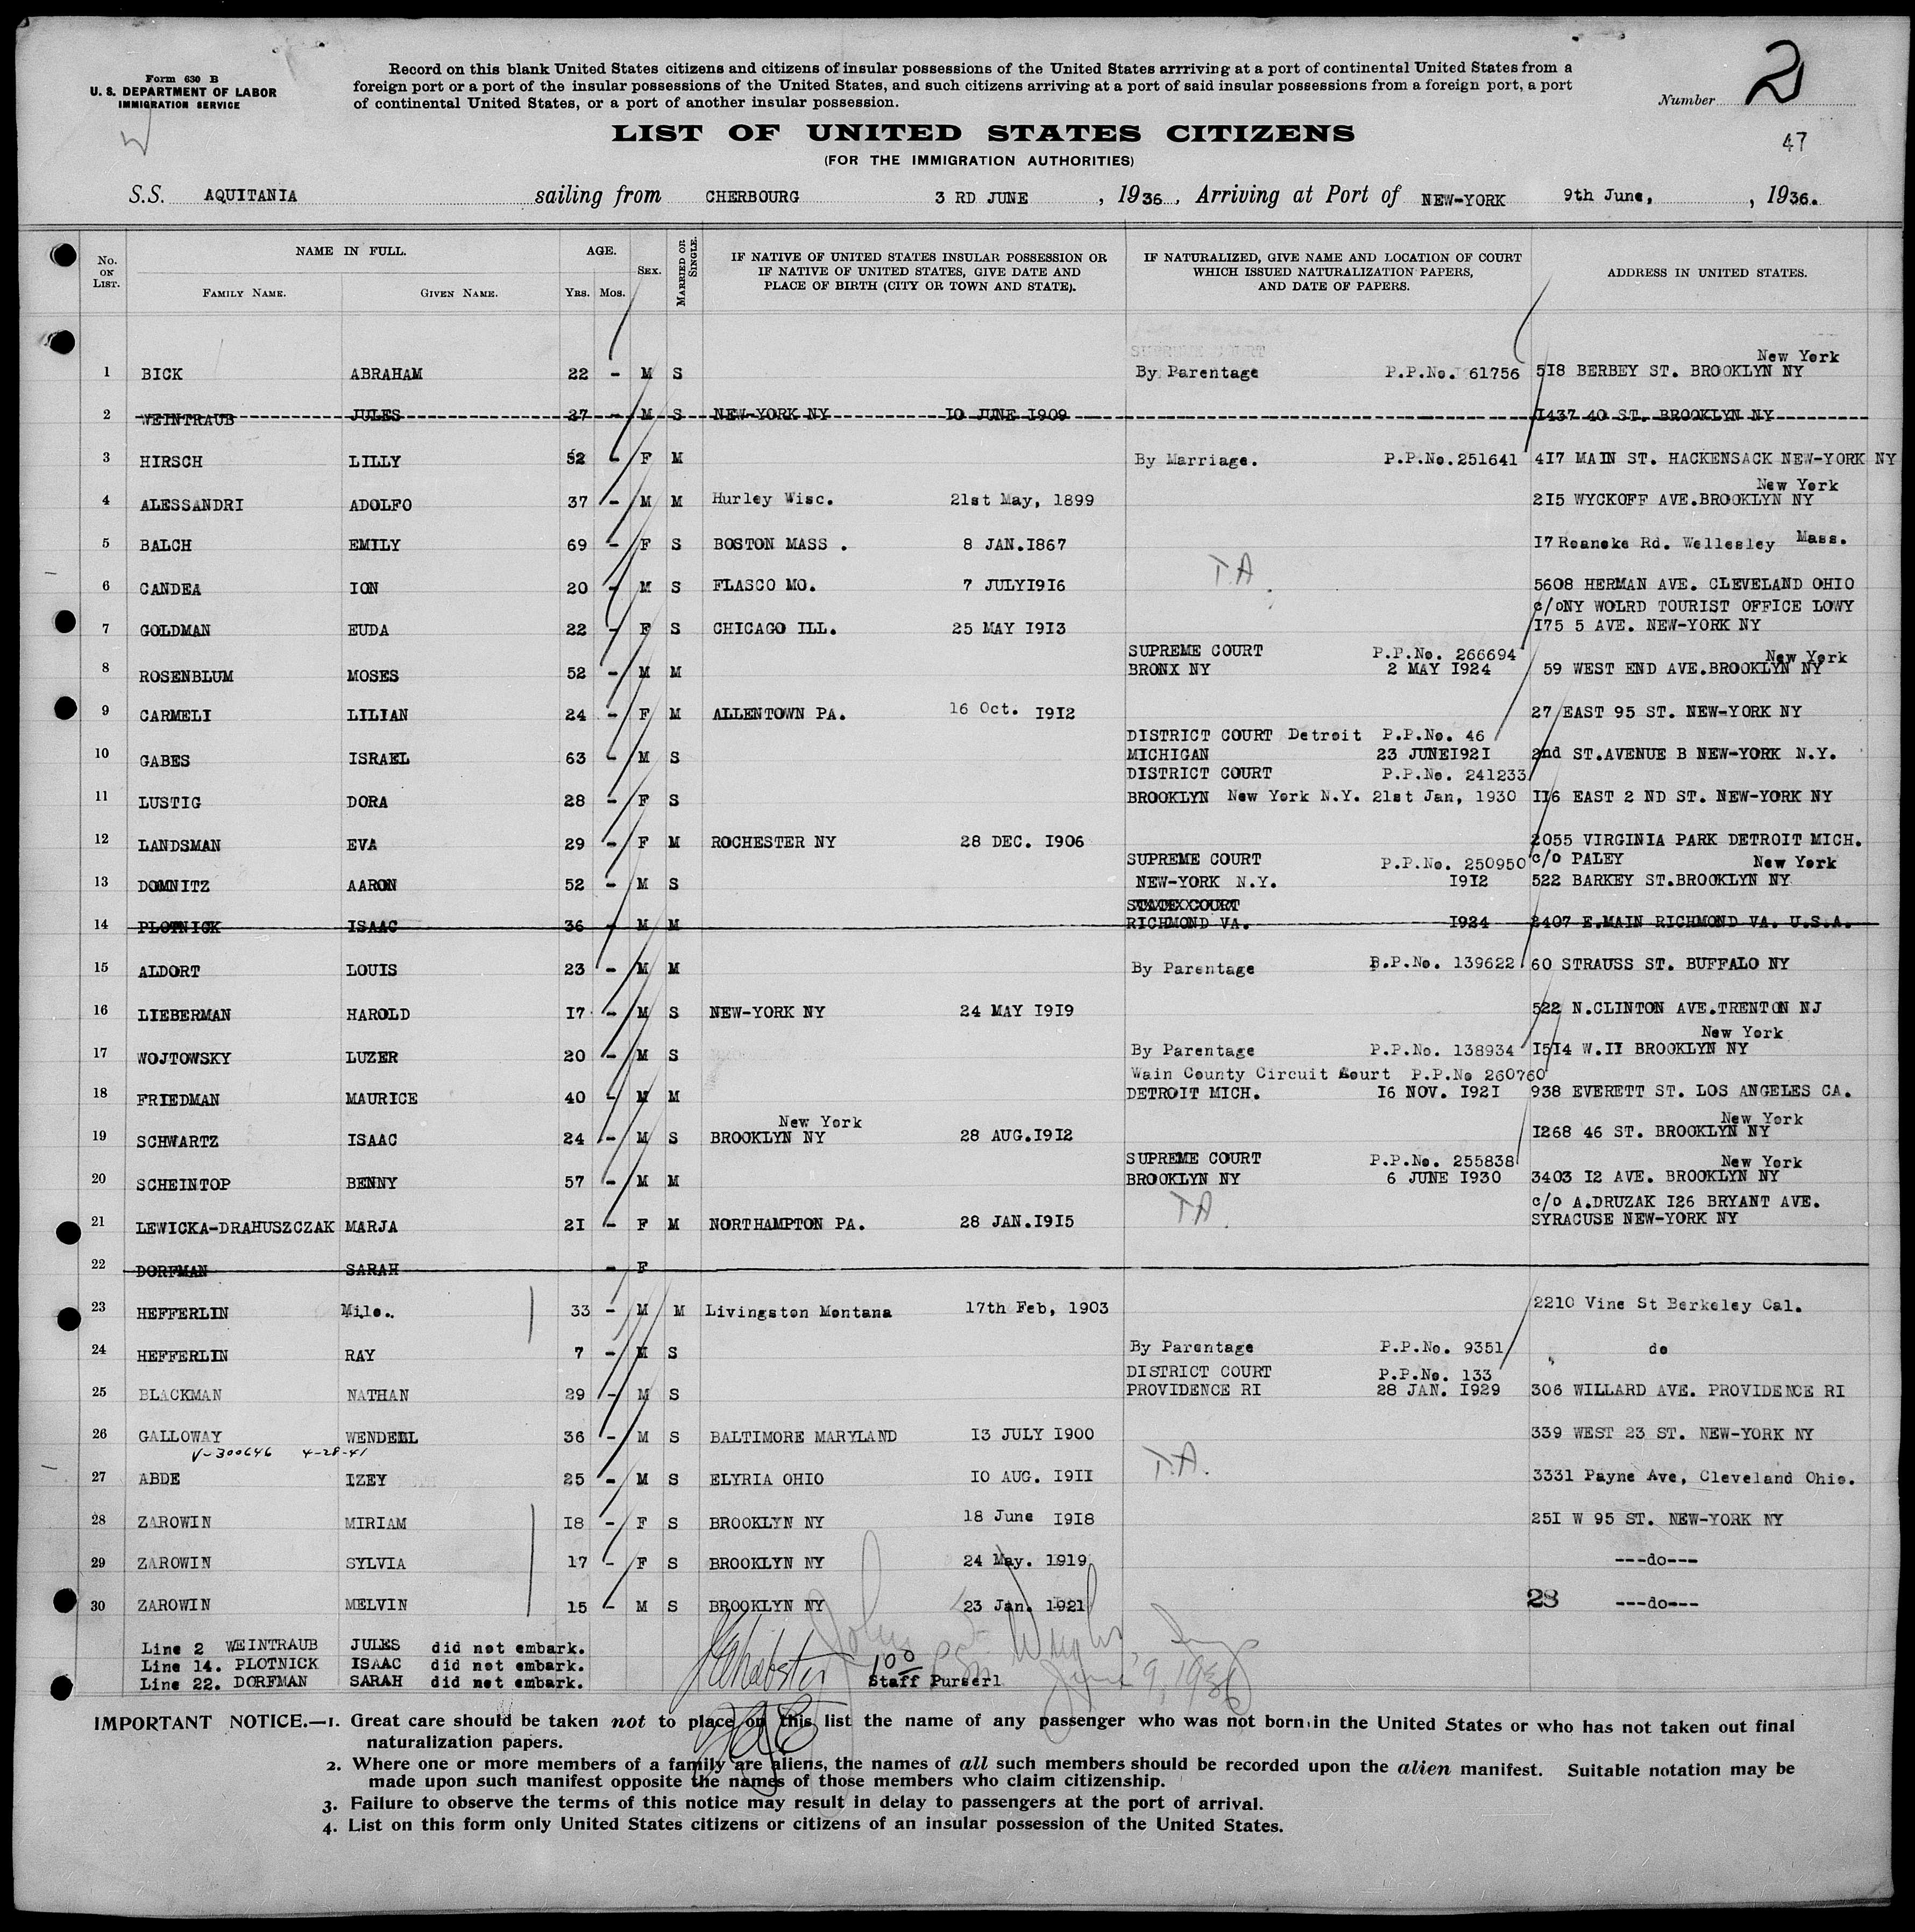 Form 630 B
U. S. DEPARTMENT OF LABOR
IMMIGRATION SERVICE
Record on this blank United States citizens and citizens of insular possessions of the United States arrriving at a port of continental United States from a
foreign port or a port of the insular possessions of the United States, and such citizens arriving at a port of said insular possessions from a foreign port, a port
of continental United States, or a port of another insular possession.
Number 2
47
LIST OF UNITED STATES CITIZENS
(FOR THE IMMIGRATION AUTHORITIES)
S.S. AQUITANIA sailing from CHERBOURG 3 RD JUNE , 1936, Arriving at Port of NEW-YORK 9th June, , 1936.
No. ON LIST. NAME IN FULL. FAMILY NAME. GIVEN NAME. AGE. YRS. MOS. SEX. MARRIED OR SINGLE. IF NATIVE OF UNITED STATES INSULAR POSSESSION OR IF NATIVE OF UNITED STATES, GIVE DATE AND PLACE OF BIRTH (CITY OR TOWN AND STATE). IF NATURALIZED, GIVE NAME AND LOCATION OF COURT WHICH ISSUED NATURALIZATION PAPERS, AND DATE OF PAPERS. ADDRESS IN UNITED STATES.
SUPREME COURT New York
1 BICK ABRAHAM 22 - M S By Parentage P.P.No. 61756 518 BERBEY ST. BROOKLYN NY
2 WEINTRAUB JULES 27 - M S NEW-YORK NY 10 JUNE 1909 1437 40 ST. BROOKLYN NY
3 HIRSCH LILLY 52 - F M By Marriage. P.P.No.251641 417 MAIN ST. HACKENSACK NEW-YORK NY
New York
4 ALESSANDRI ADOLFO 37 - M M Hurley Wisc. 21st May, 1899 215 WYCKOFF AVE.BROOKLYN NY
5 BALCH EMILY 69 - F S BOSTON MASS . 8 JAN.1867 17 Roanoke Rd. Wellesley Mass.
T.A
6 CANDEA ION 20 - M S FLASCO MO. 7 JULY1916 5608 HERMAN AVE. CLEVELAND OHIO
c/oNY WOLRD TOURIST OFFICE LOWY
7 GOLDMAN EUDA 22 - F S CHICAGO ILL. 25 MAY 1913 175 5 AVE. NEW-YORK NY
SUPREME COURT P.P.No. 266694 New York
8 ROSENBLUM MOSES 52 - M M BRONX NY 2 MAY 1924 59 WEST END AVE.BROOKLYN NY
9 CARMELI LILIAN 24 - F M ALLENTOWN PA. 16 Oct. 1912 27 EAST 95 ST. NEW-YORK NY
DISTRICT COURT Detroit P.P.No. 46
10 GABES ISRAEL 63 - M S MICHIGAN 23 JUNE1921 2nd ST.AVENUE B NEW-YORK N.Y.
DISTRICT COURT P.P.No. 241233
11 LUSTIG DORA 28 - F S BROOKLYN New York N.Y. 21st Jan, 1930 116 EAST 2 ND ST. NEW-YORK NY
12 LANDSMAN EVA 29 - F M ROCHESTER NY 28 DEC. 1906 2055 VIRGINIA PARK DETROIT MICH.
SUPREME COURT P.P.No. 250950 c/o PALEY New York
13 DOMNITZ AARON 52 - M S NEW-YORK N.Y. 1912 522 BARKEY ST.BROOKLYN NY
STATE COURT
14 PLOTNICK ISAAC 36 - M M RICHMOND VA. 1924 2407 E.MAIN RICHMOND VA. U.S.A.
15 ALDORT LOUIS 23 - M M By Parentage P.P.No. 139622 60 STRAUSS ST. BUFFALO NY
16 LIEBERMAN HAROLD 17 - M S NEW-YORK NY 24 MAY 1919 522 N.CLINTON AVE.TRENTON NJ
New York
17 WOJTOWSKY LUZER 20 - M S By Parentage P.P.No. 138934 1514 W.11 BROOKLYN NY
Wain County Circuit Court P.P.No 260760
18 FRIEDMAN MAURICE 40 - M M DETROIT MICH. 16 NOV. 1921 938 EVERETT ST. LOS ANGELES CA.
New York New York
19 SCHWARTZ ISAAC 24 - M S BROOKLYN NY 28 AUG.1912 1268 46 ST. BROOKLYN NY
SUPREME COURT P.P.No. 255838 New York
20 SCHEINTOP BENNY 57 - M M BROOKLYN NY 6 JUNE 1930 3403 12 AVE. BROOKLYN NY
TA c/o A.DRUZAK 126 BRYANT AVE.
21 LEWICKA-DRAHUSZCZAK MARJA 21 - F M NORTHAMPTON PA. 28 JAN.1915 SYRACUSE NEW-YORK NY
22 DORFMAN SARAH - F
23 HEFFERLIN Milo. 33 - M M Livingston Montana 17th Feb, 1903 2210 Vine St Berkeley Cal.
24 HEFFERLIN RAY 7 - M S By Parentage P.P.No. 9351 do
DISTRICT COURT P.P.No. 133
25 BLACKMAN NATHAN 29 - M S PROVIDENCE RI 28 JAN. 1929 306 WILLARD AVE. PROVIDENCE RI
26 GALLOWAY WENDELL 36 - M S BALTIMORE MARYLAND 13 JULY 1900 339 WEST 23 ST. NEW-YORK NY
V-300646 4-28-41 T.A.
27 ABDE IZEY 25 - M S ELYRIA OHIO 10 AUG. 1911 3331 Payne Ave, Cleveland Ohio.
28 ZAROWIN MIRIAM 18 - F S BROOKLYN NY 18 June 1918 251 W 95 ST. NEW-YORK NY
29 ZAROWIN SYLVIA 17 - F S BROOKLYN NY 24 May. 1919 ---do---
30 ZAROWIN MELVIN 15 - M S BROOKLYN NY 23 Jan. 1921 28 ---do---
Line 2 WEINTRAUB JULES did not embark.
Line 14. PLOTNICK ISAAC did not embark.
Line 22. DORFMAN SARAH did not embark.
100
Staff Purserl
June 9, 1936
IMPORTANT NOTICE.—1. Great care should be taken not to place on this list the name of any passenger who was not born in the United States or who has not taken out final
naturalization papers.
2. Where one or more members of a family are aliens, the names of all such members should be recorded upon the alien manifest. Suitable notation may be
made upon such manifest opposite the names of those members who claim citizenship.
3. Failure to observe the terms of this notice may result in delay to passengers at the port of arrival.
4. List on this form only United States citizens or citizens of an insular possession of the United States.